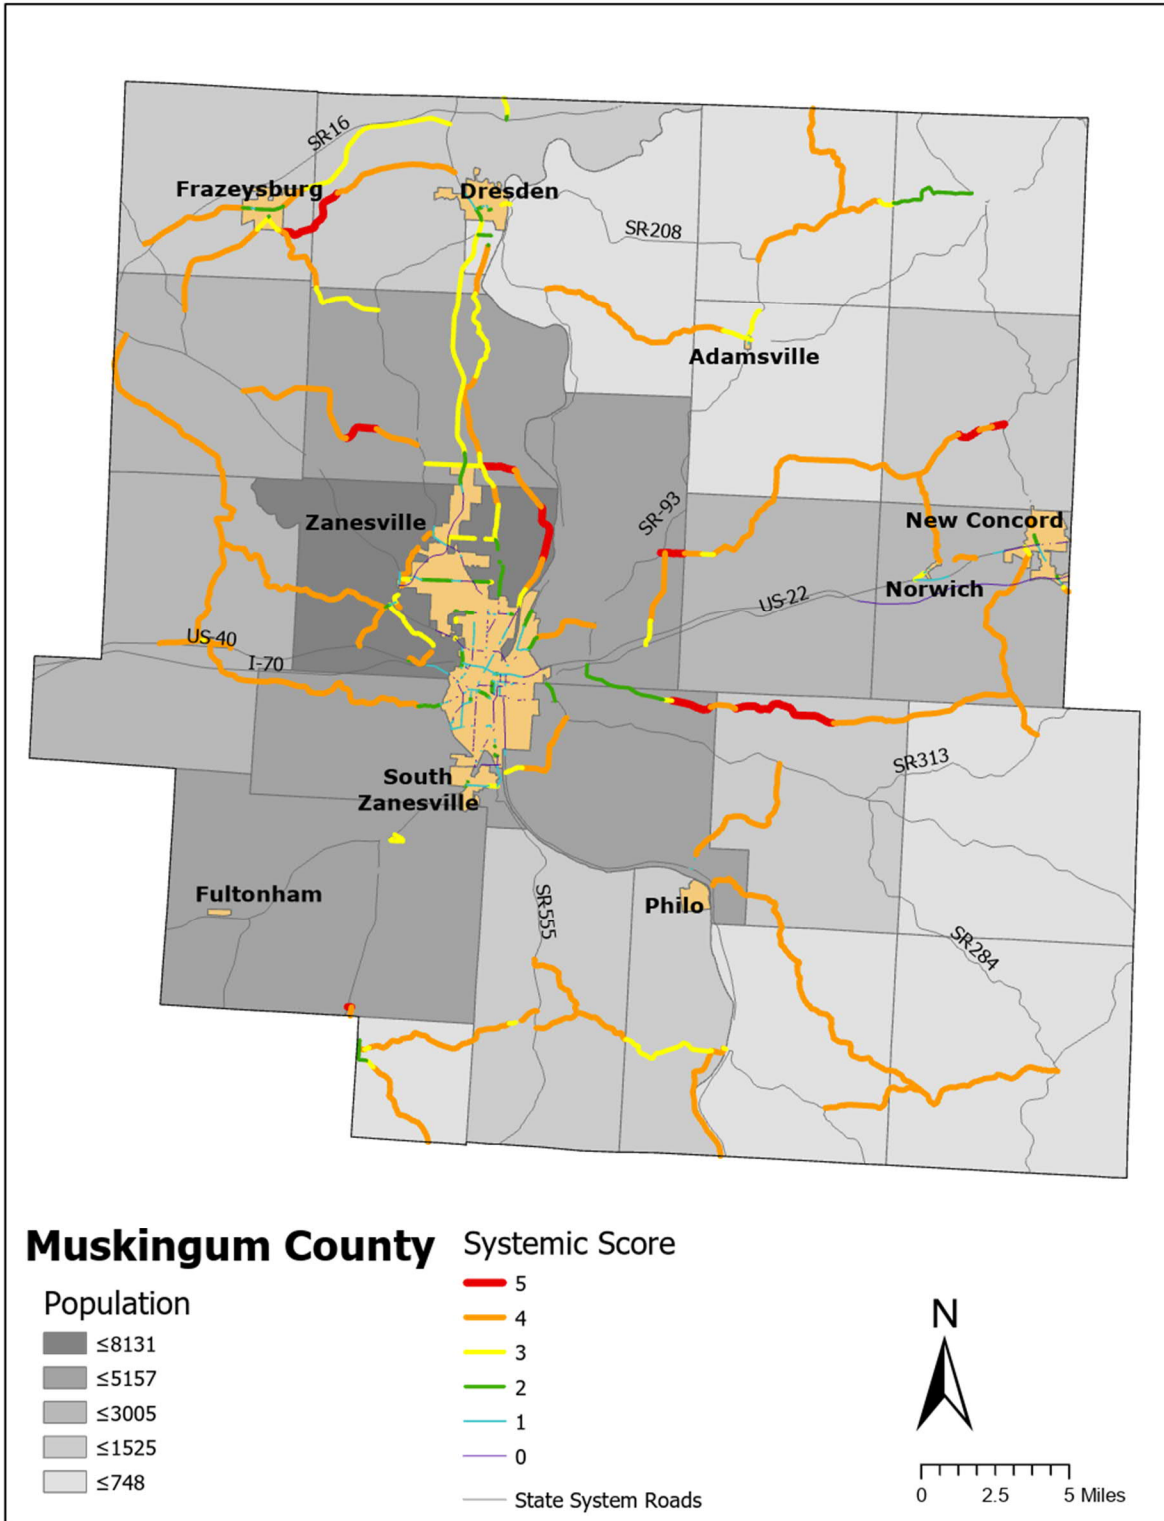 SR-16
Frazeysburg
Dresden
SR-208
Adamsville
SR-93
Zanesville
New Concord
Norwich
US-22
US-40
I-70
South
Zanesville
SR-313
Fultonham
Philo
SR-555
SR-284
Muskingum County
Population
≤8131
≤5157
≤3005
≤1525
≤748
Systemic Score
5
4
3
2
1
0
State System Roads
N
0 2.5 5 Miles